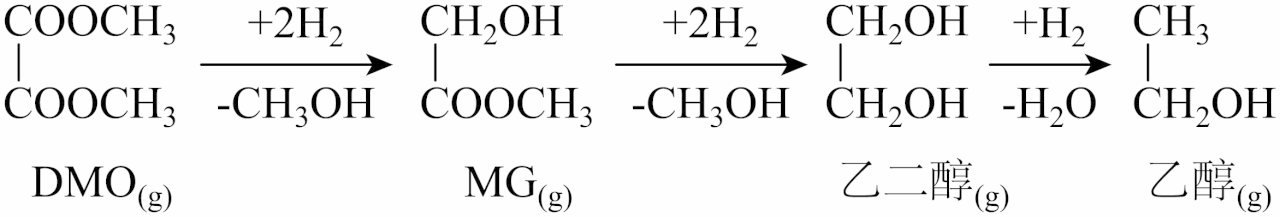 COOCH₃ +2H₂ CH₂OH +2H₂ CH₂OH +H₂ CH₃
COOCH₃ -CH₃OH COOCH₃ -CH₃OH CH₂OH -H₂O CH₂OH
DMO(g) MG(g) 乙二醇(g) 乙醇(g)